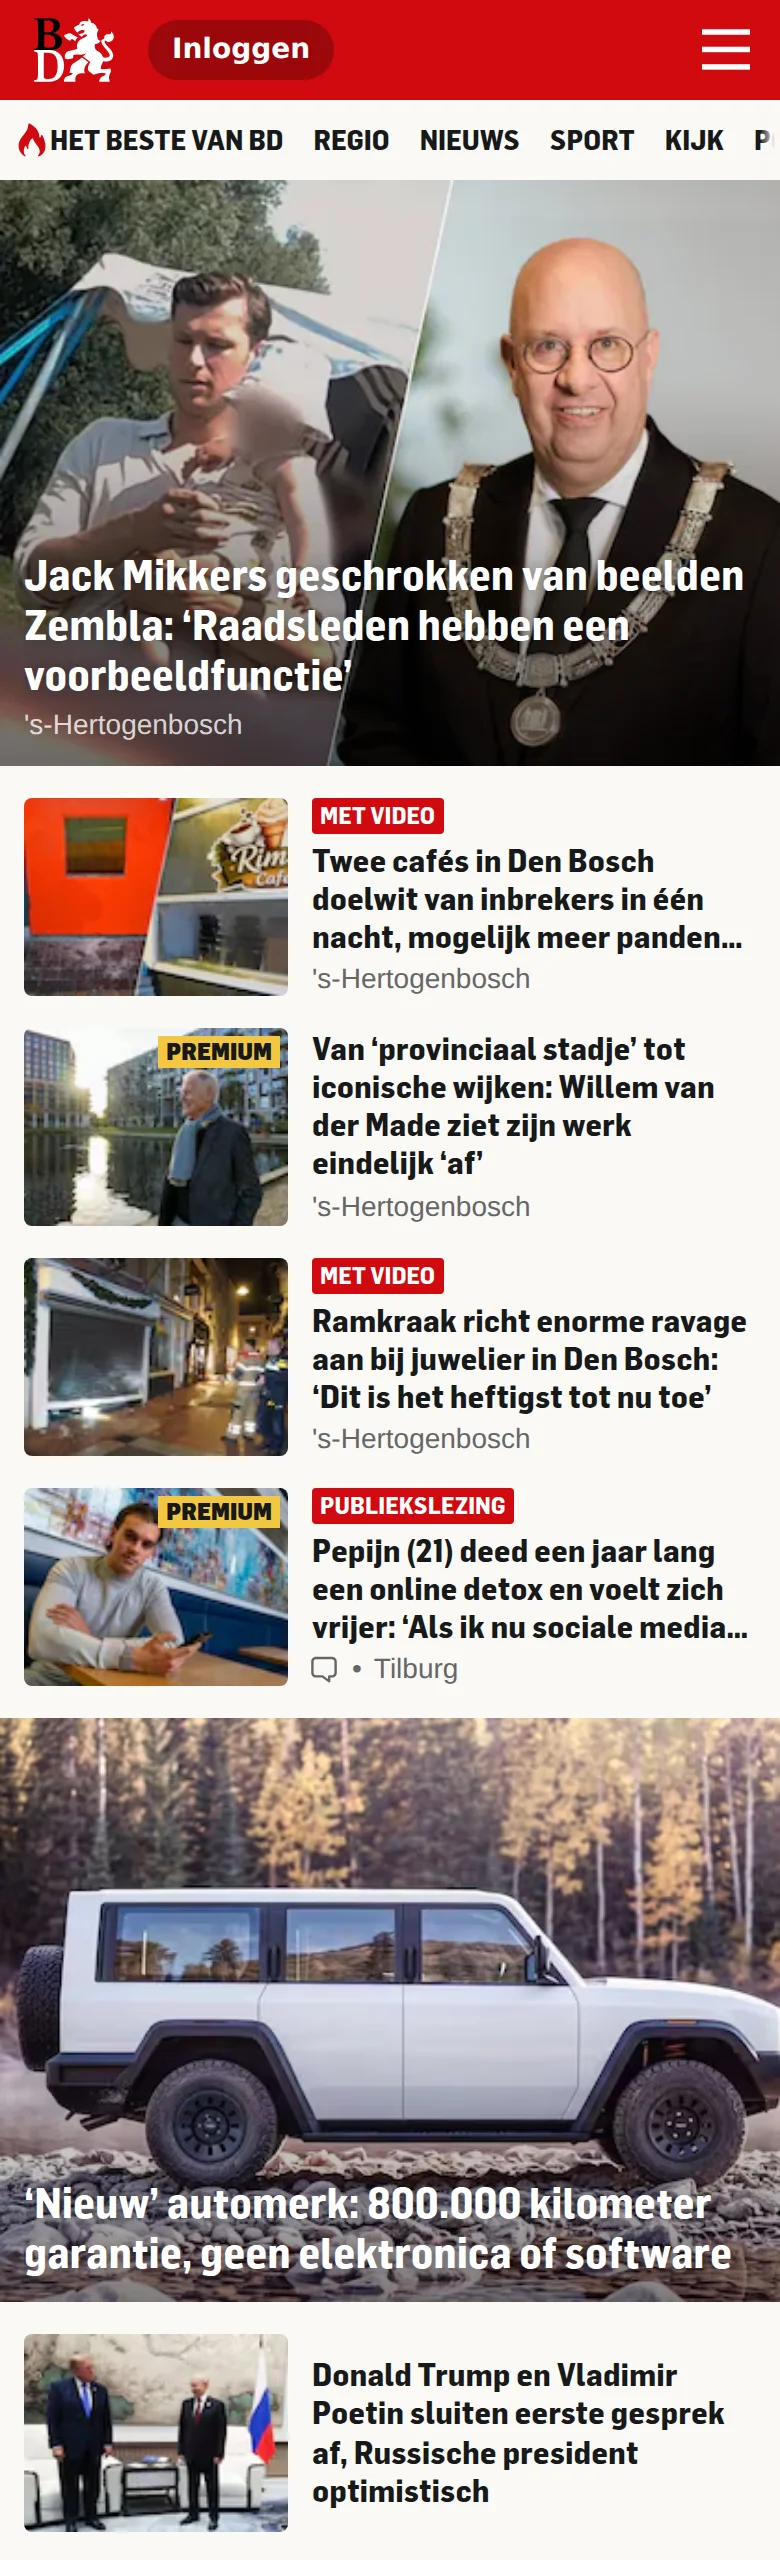 B
D
Inloggen
HET BESTE VAN BD REGIO NIEUWS SPORT KIJK
Jack Mikkers geschrokken van beelden
Zembla: ‘Raadsleden hebben een
voorbeeldfunctie’
's-Hertogenbosch
Rim
Cafe
MET VIDEO
Twee cafés in Den Bosch
doelwit van inbrekers in één
nacht, mogelijk meer panden...
's-Hertogenbosch
PREMIUM
Van ‘provinciaal stadje’ tot
iconische wijken: Willem van
der Made ziet zijn werk
eindelijk ‘af’
's-Hertogenbosch
MET VIDEO
Ramkraak richt enorme ravage
aan bij juwelier in Den Bosch:
‘Dit is het heftigst tot nu toe’
's-Hertogenbosch
PREMIUM
PUBLIEKSLEZING
Pepijn (21) deed een jaar lang
een online detox en voelt zich
vrijer: ‘Als ik nu sociale media...
• Tilburg
‘Nieuw’ automerk: 800.000 kilometer
garantie, geen elektronica of software
Donald Trump en Vladimir
Poetin sluiten eerste gesprek
af, Russische president
optimistisch